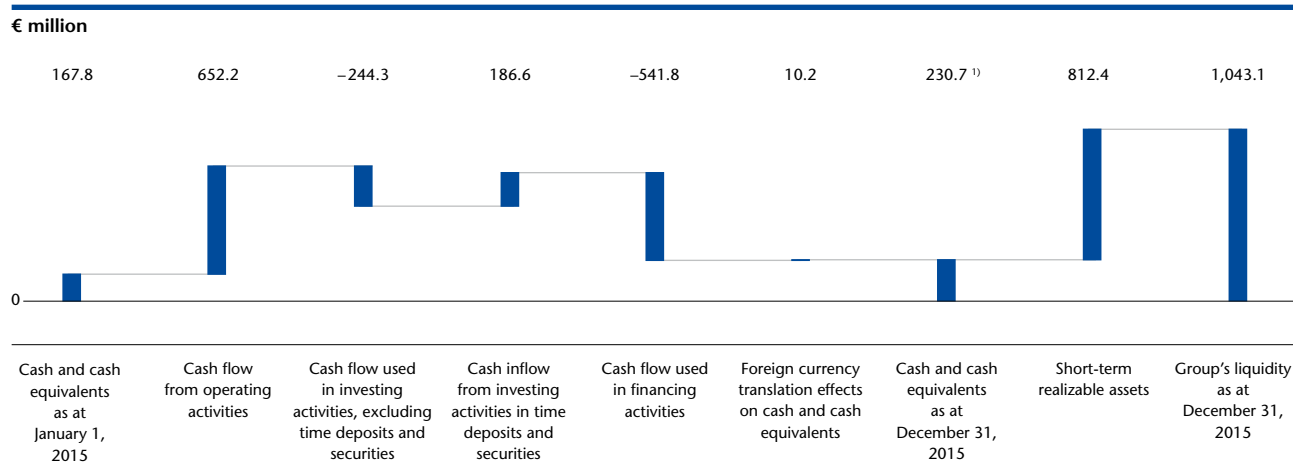 € million
167.8 652.2 –244.3 186.6 –541.8 10.2 230.7 1) 812.4 1,043.1
0
Cash and cash
equivalents
as at
January 1,
2015
Cash flow
from operating
activities
Cash flow used
in investing
activities, excluding
time deposits and
securities
Cash inflow
from investing
activities in time
deposits and
securities
Cash flow used
in financing
activities
Foreign currency
translation effects
on cash and cash
equivalents
Cash and cash
equivalents
as at
December 31,
2015
Short-term
realizable assets
Group’s liquidity
as at
December 31,
2015